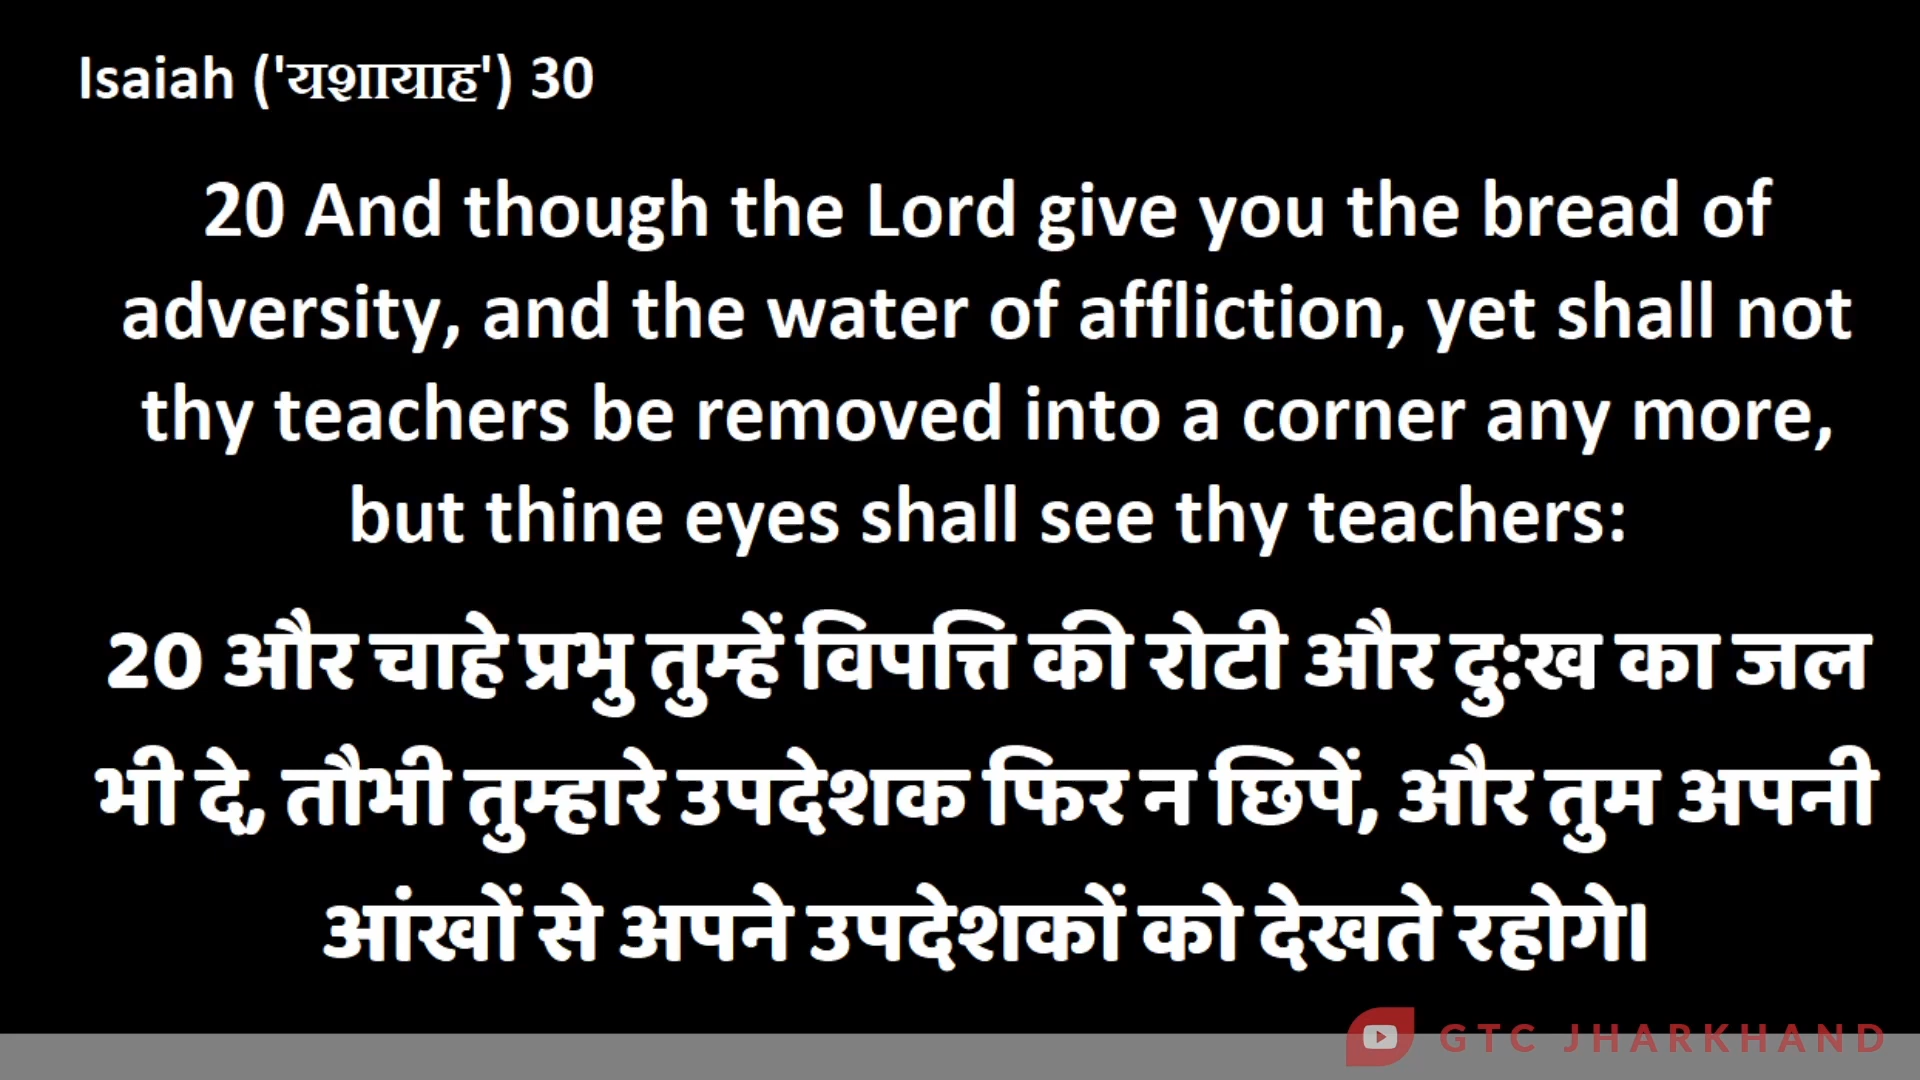 Isaiah ('यशायाह') 30
20 And though the Lord give you the bread of
adversity, and the water of affliction, yet shall not
thy teachers be removed into a corner any more,
but thine eyes shall see thy teachers:
20 और चाहे प्रभु तुम्हें विपत्ति की रोटी और दुःख का जल
भी दे, तौभी तुम्हारे उपदेशक फिर न छिपें, और तुम अपनी
आंखों से अपने उपदेशकों को देखते रहोगे।
GTC JHARKHAND